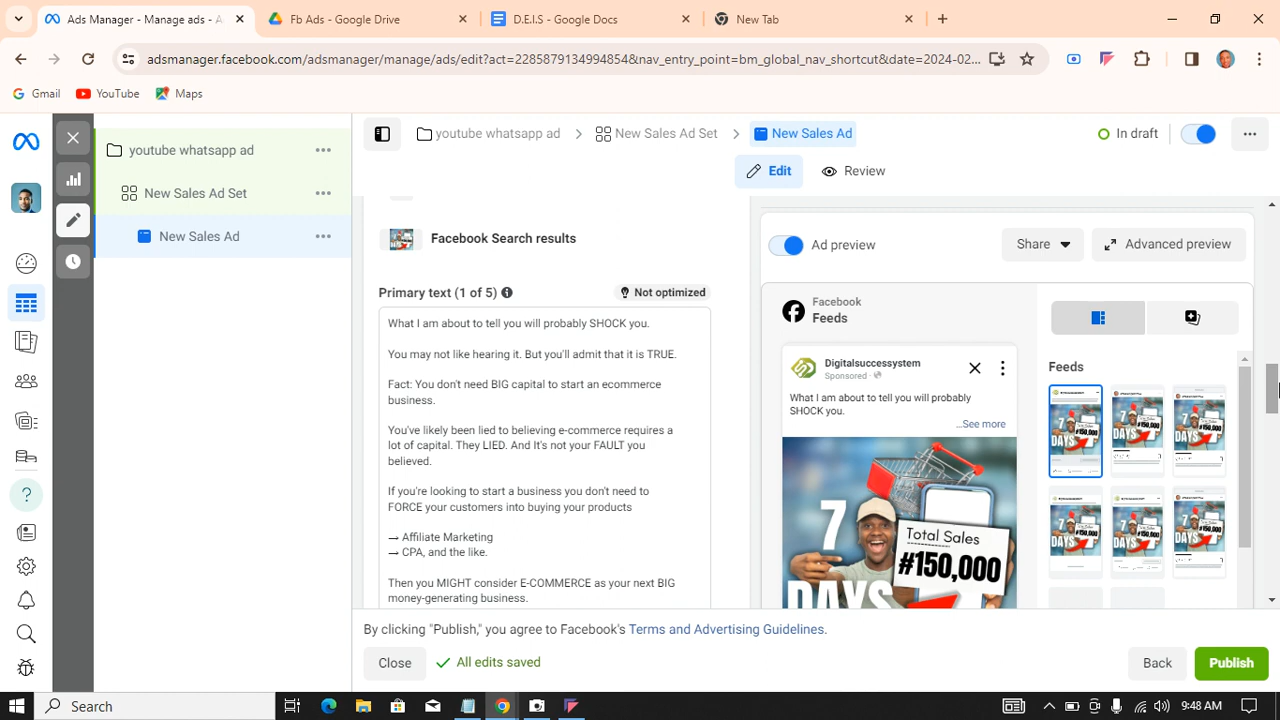 Ads Manager - Manage ads - A
Fb Ads - Google Drive
D.E.I.S - Google Docs
New Tab
adsmanager.facebook.com/adsmanager/manage/ads/edit?act=2285879134994854&nav_entry_point=bm_global_nav_shortcut&date=2024-02...
Gmail
YouTube
Maps
youtube whatsapp ad
New Sales Ad Set
New Sales Ad
youtube whatsapp ad
New Sales Ad Set
New Sales Ad
In draft
Edit
Review
Facebook Search results
Primary text (1 of 5)
Not optimized
What I am about to tell you will probably SHOCK you.
You may not like hearing it. But you'll admit that it is TRUE.
Fact: You don't need BIG capital to start an ecommerce
business.
You've likely been lied to believing e-commerce requires a
lot of capital. They LIED. And It's not your FAULT you
believed.
If you're looking to start a business you don't need to
FORCE your customers into buying your products
→ Affiliate Marketing
→ CPA, and the like.
Then you MIGHT consider E-COMMERCE as your next BIG
money-generating business.
Ad preview
Share
Advanced preview
Facebook
Feeds
Digitalsuccessystem
Sponsored
What I am about to tell you will probably
SHOCK you.
...See more
7
DAYS
Total Sales
#150,000
Feeds
By clicking "Publish," you agree to Facebook's Terms and Advertising Guidelines.
Close
All edits saved
Back
Publish
Search
9:48 AM